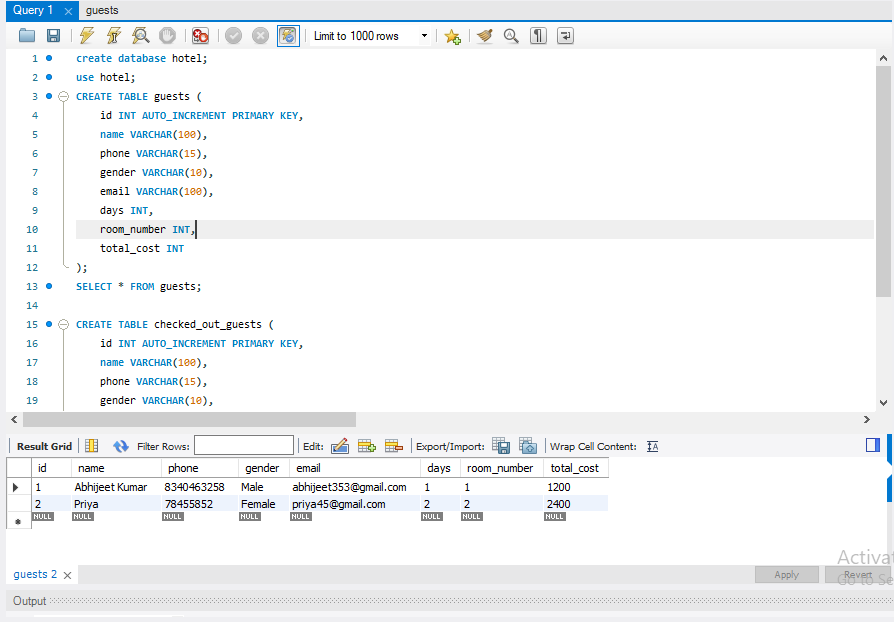 Query 1 guests
Limit to 1000 rows
1 create database hotel;
2 use hotel;
3 CREATE TABLE guests (
4 id INT AUTO_INCREMENT PRIMARY KEY,
5 name VARCHAR(100),
6 phone VARCHAR(15),
7 gender VARCHAR(10),
8 email VARCHAR(100),
9 days INT,
10 room_number INT,
11 total_cost INT
12 );
13 SELECT * FROM guests;
14
15 CREATE TABLE checked_out_guests (
16 id INT AUTO_INCREMENT PRIMARY KEY,
17 name VARCHAR(100),
18 phone VARCHAR(15),
19 gender VARCHAR(10),
Result Grid Filter Rows: Edit: Export/Import: Wrap Cell Content: IA
id name phone gender email days room_number total_cost
1 Abhijeet Kumar 8340463258 Male abhijeet353@gmail.com 1 1 1200
2 Priya 78455852 Female priya45@gmail.com 2 2 2400
NULL NULL NULL NULL NULL NULL NULL NULL
guests 2 Apply Revert
Activat
Go to Se
Output